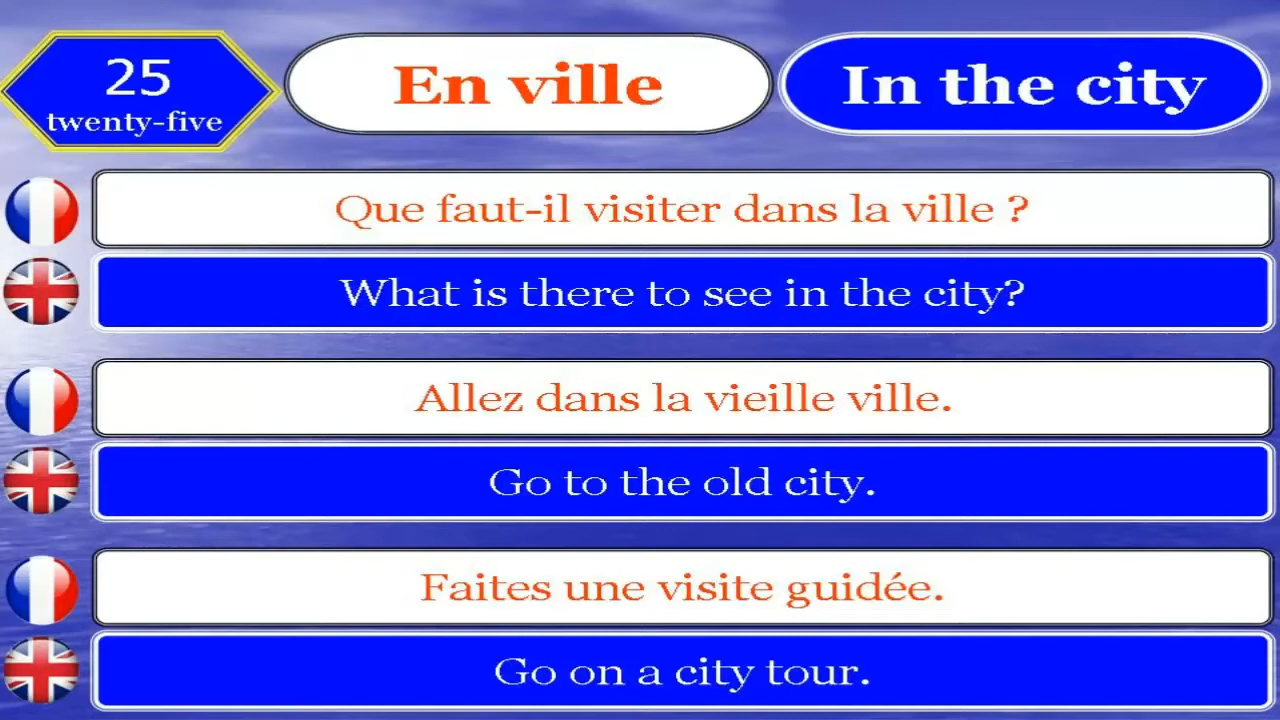 25
twenty-five
En ville
In the city
Que faut-il visiter dans la ville ?
What is there to see in the city?
Allez dans la vieille ville.
Go to the old city.
Faites une visite guidée.
Go on a city tour.